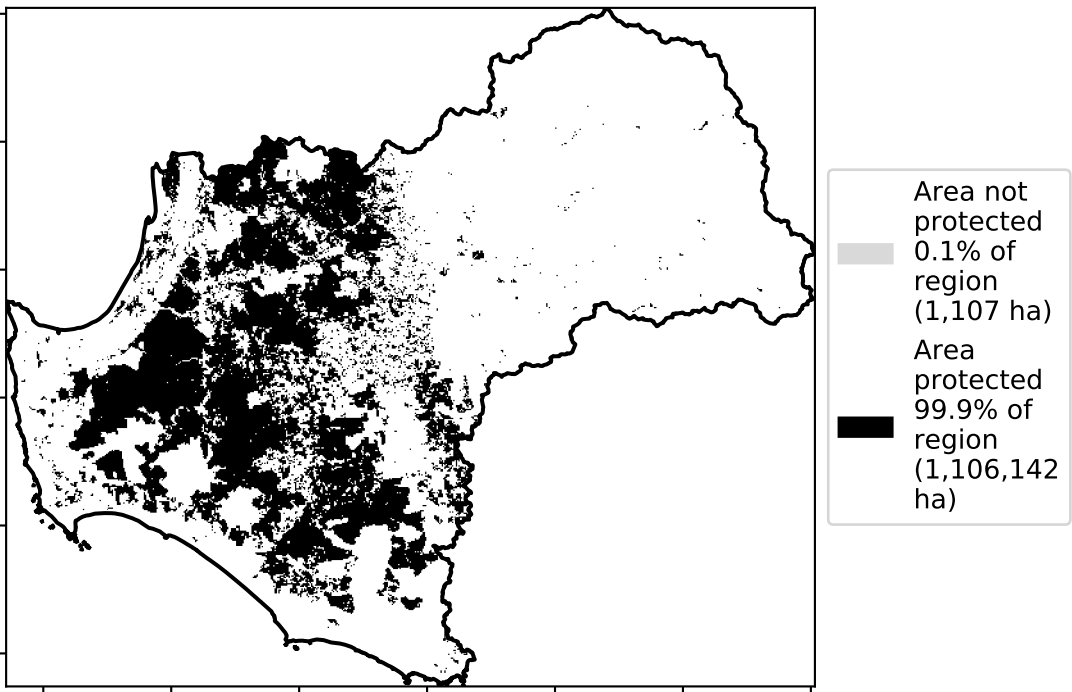 Area not
protected
0.1% of
region
(1,107 ha)
Area
protected
99.9% of
region
(1,106,142
ha)